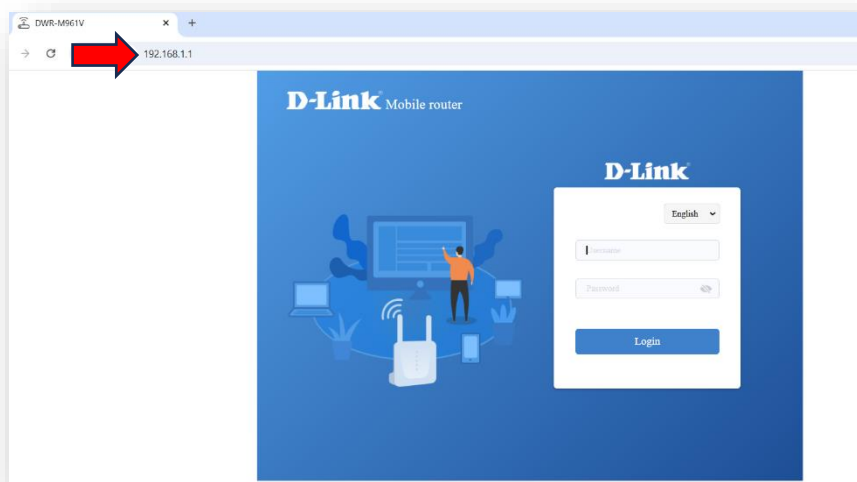 DWR-M961V
192.168.1.1
D-Link Mobile router
D-Link
English
Username
Password
Login